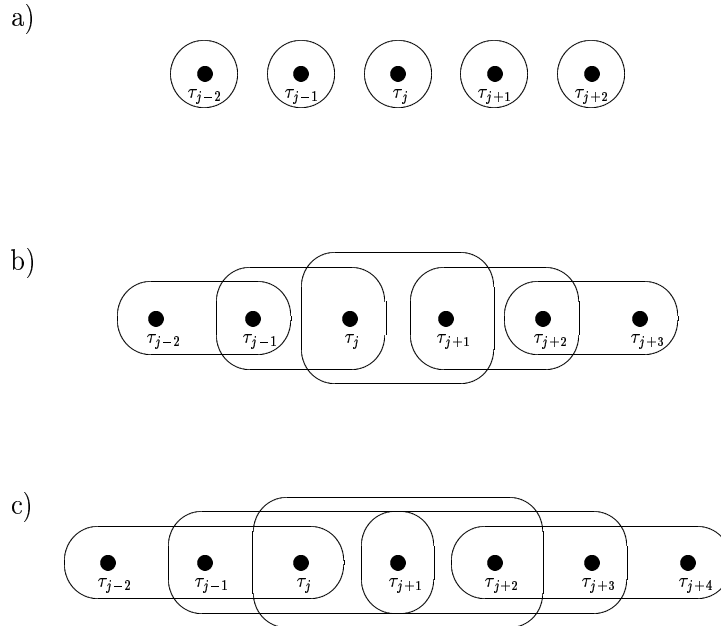 a)
τ_{j−2} τ_{j−1} τ_j τ_{j+1} τ_{j+2}
b)
τ_{j−2} τ_{j−1} τ_j τ_{j+1} τ_{j+2} τ_{j+3}
c)
τ_{j−2} τ_{j−1} τ_j τ_{j+1} τ_{j+2} τ_{j+3} τ_{j+4}